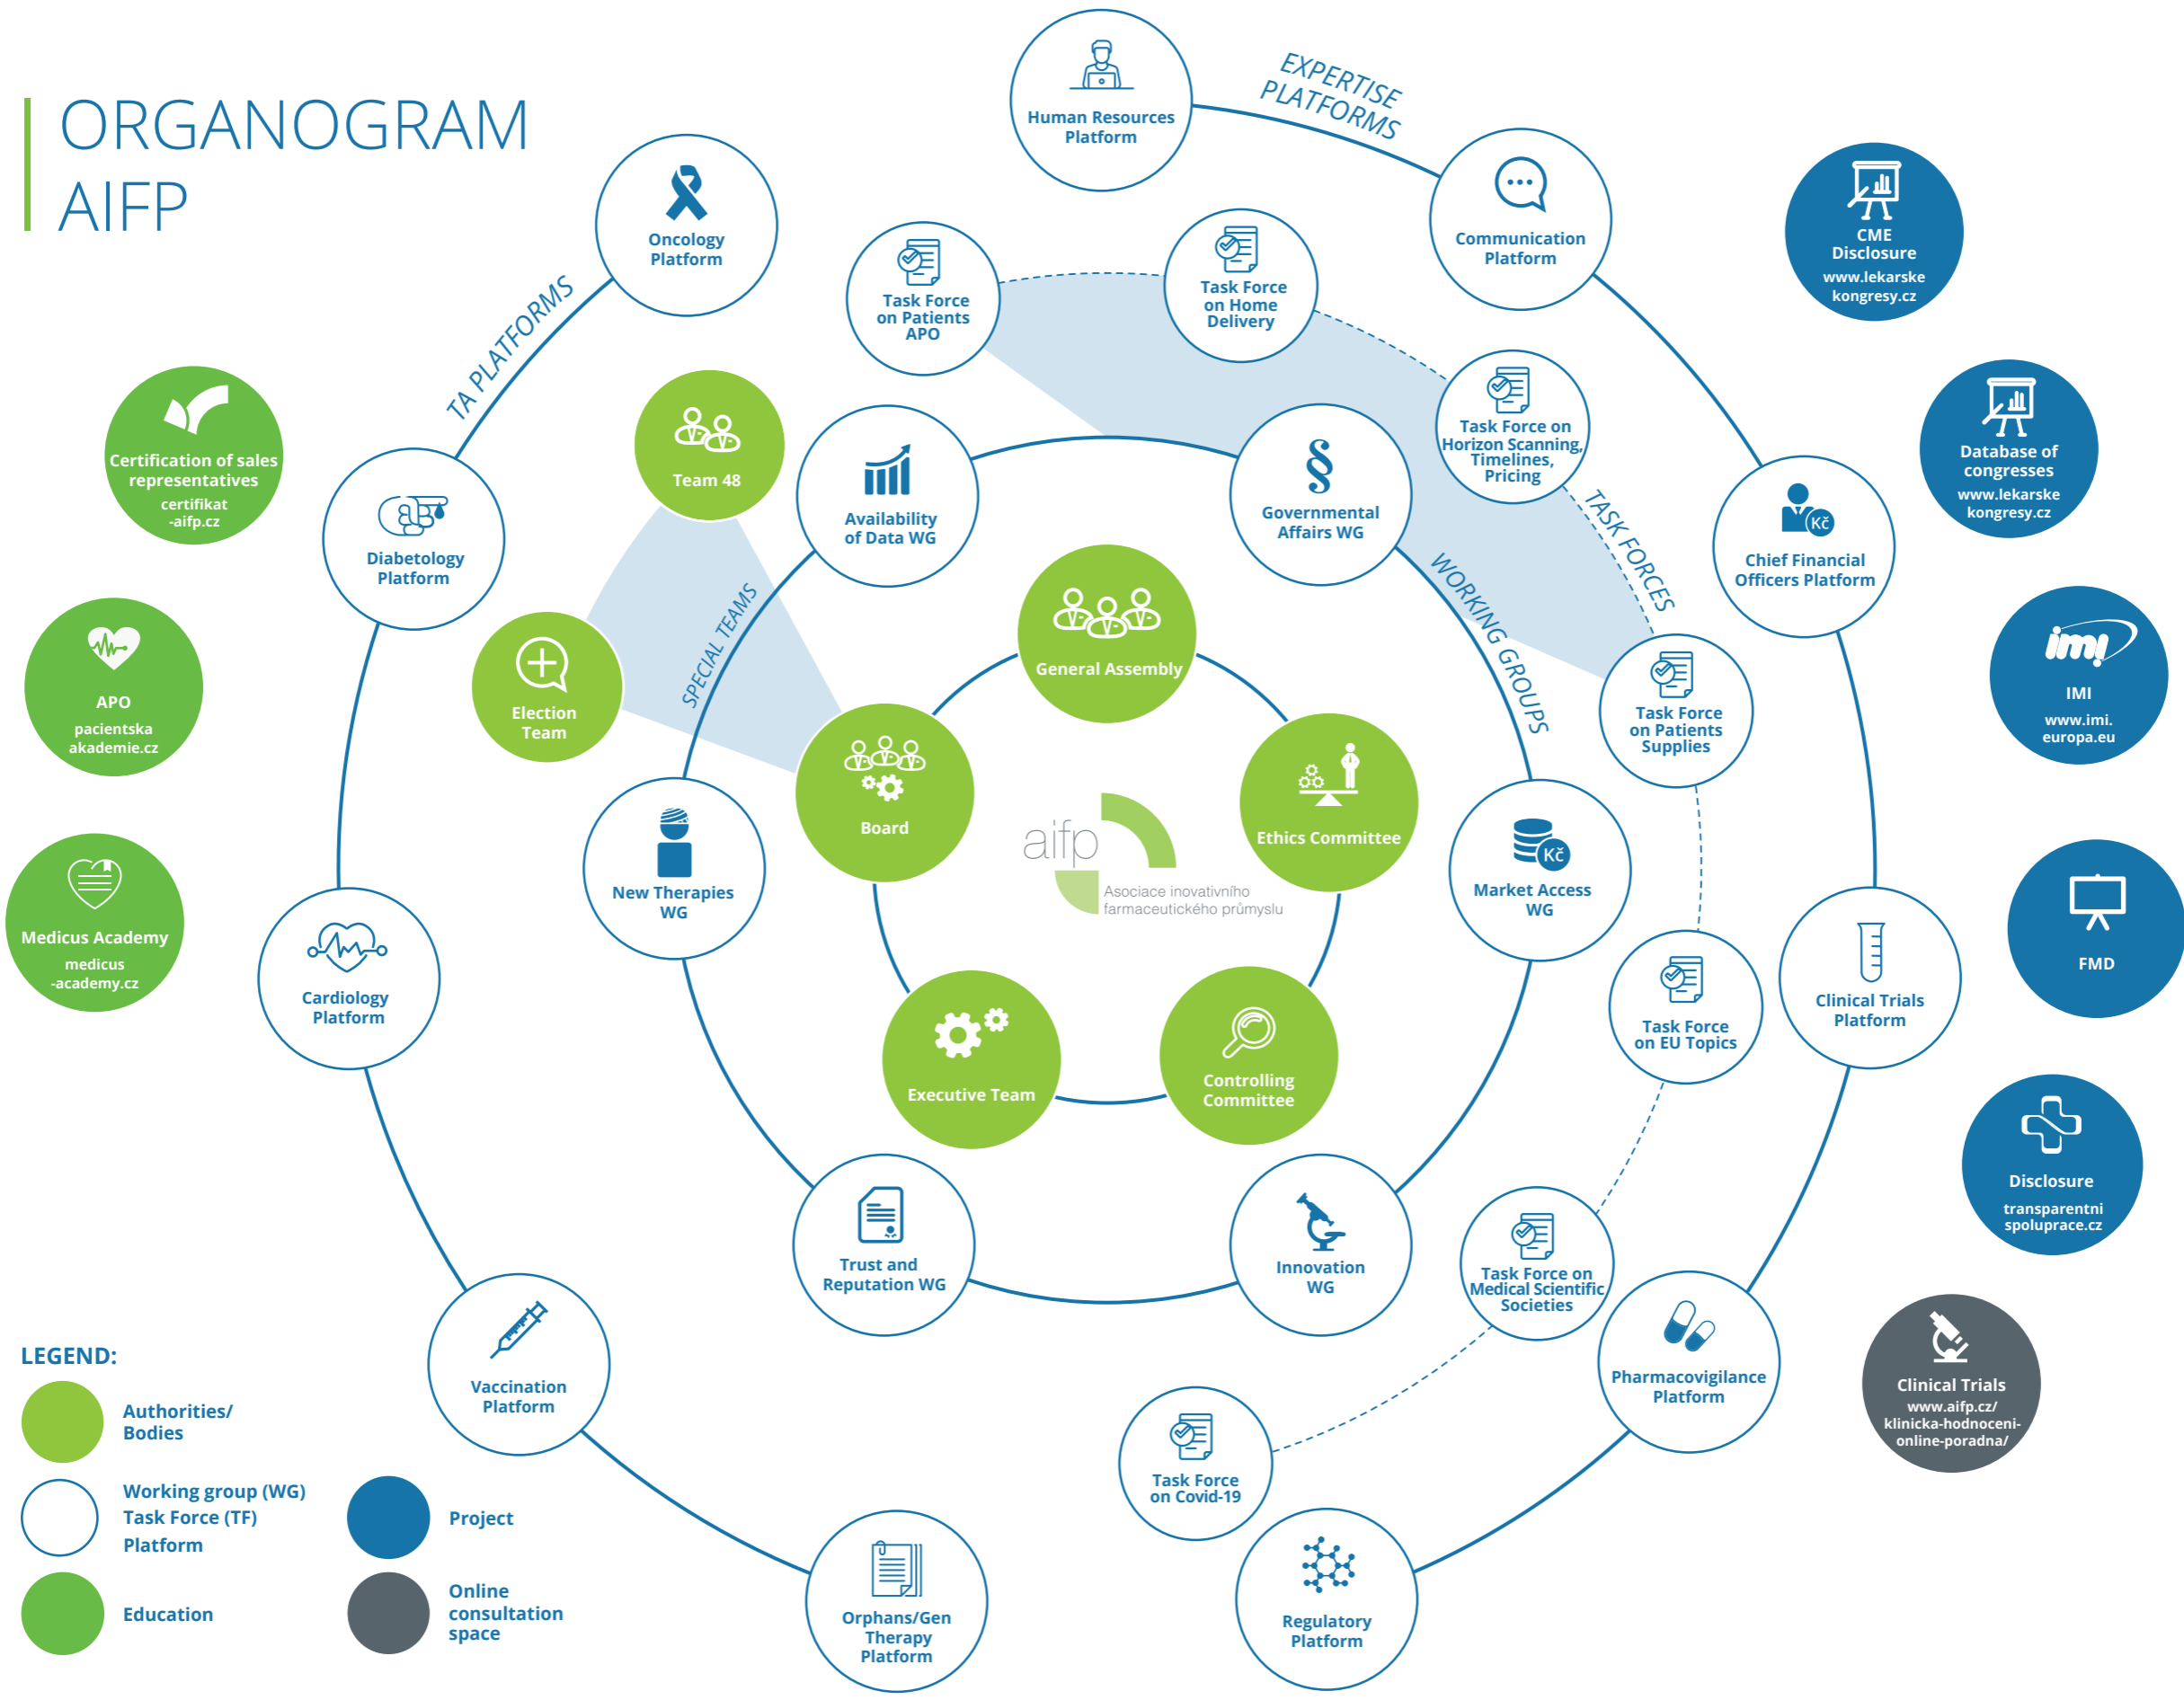 ORGANOGRAM
AIFP
EXPERTISE
PLATFORMS
Human Resources
Platform
Communication
Platform
Chief Financial
Officers Platform
Kč
Clinical Trials
Platform
Pharmacovigilance
Platform
Regulatory
Platform
TA PLATFORMS
Oncology
Platform
Diabetology
Platform
Cardiology
Platform
Vaccination
Platform
Orphans/Gen
Therapy
Platform
TASK FORCES
Task Force
on Patients
APO
Task Force
on Home
Delivery
Task Force on
Horizon Scanning,
Timelines,
Pricing
Task Force
on Patients
Supplies
Task Force
on EU Topics
Task Force on
Medical Scientific
Societies
Task Force
on Covid-19
WORKING GROUPS
Availability
of Data WG
§
Governmental
Affairs WG
Kč
Market Access
WG
Innovation
WG
Trust and
Reputation WG
New Therapies
WG
SPECIAL TEAMS
Team 48
Election
Team
General Assembly
Board
Ethics Committee
Executive Team
Controlling
Committee
aifp
Asociace inovativního
farmaceutického průmyslu
Certification of sales
representatives
certifikat
-aifp.cz
APO
pacientska
akademie.cz
Medicus Academy
medicus
-academy.cz
CME
Disclosure
www.lekarske
kongresy.cz
Database of
congresses
www.lekarske
kongresy.cz
imi
IMI
www.imi.
europa.eu
FMD
Disclosure
transparentni
spoluprace.cz
Clinical Trials
www.aifp.cz/
klinicka-hodnoceni-
online-poradna/
LEGEND:
Authorities/
Bodies
Working group (WG)
Task Force (TF)
Platform
Education
Project
Online
consultation
space